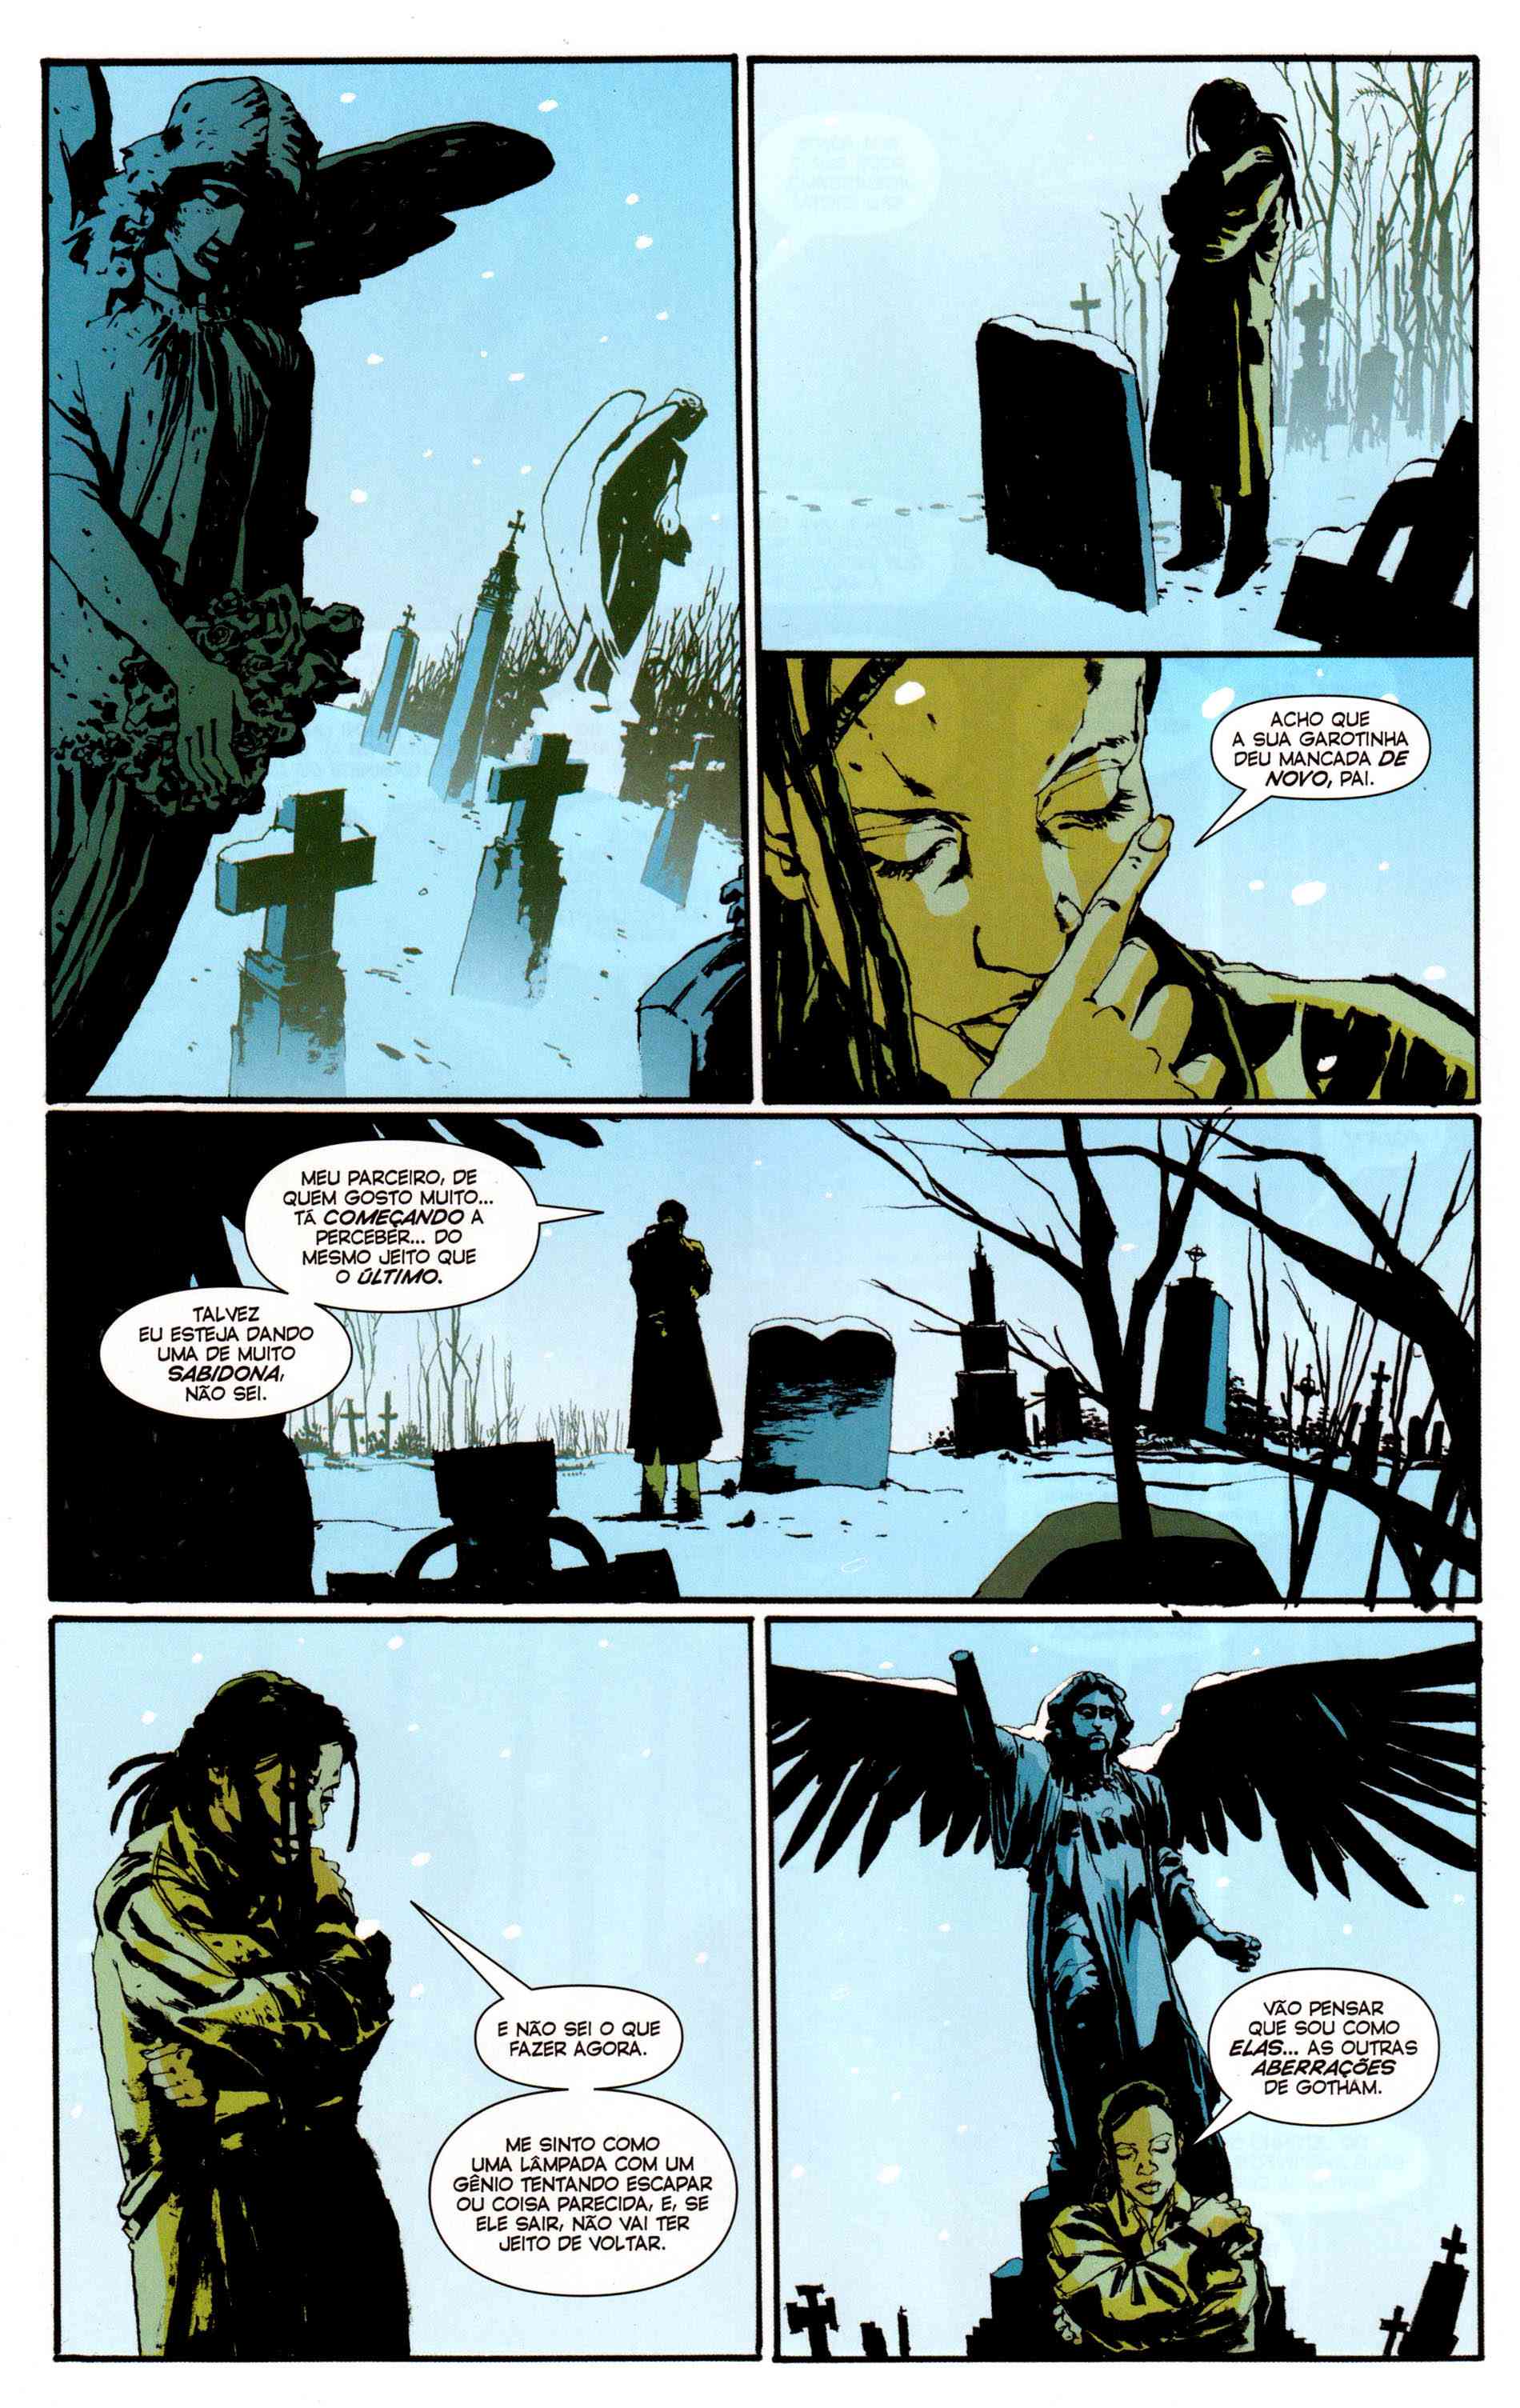 ACHO QUE
A SUA GAROTINHA
DEU MANCADA DE
NOVO, PAI.
MEU PARCEIRO, DE
QUEM GOSTO MUITO...
TÁ COMEÇANDO A
PERCEBER... DO
MESMO JEITO QUE
O ÚLTIMO.
TALVEZ
EU ESTEJA DANDO
UMA DE MUITO
SABIDONA,
NÃO SEI.
E NÃO SEI O QUE
FAZER AGORA.
ME SINTO COMO
UMA LÂMPADA COM UM
GÊNIO TENTANDO ESCAPAR
OU COISA PARECIDA, E, SE
ELE SAIR, NÃO VAI TER
JEITO DE VOLTAR.
VÃO PENSAR
QUE SOU COMO
ELAS... AS OUTRAS
ABERRAÇÕES
DE GOTHAM.